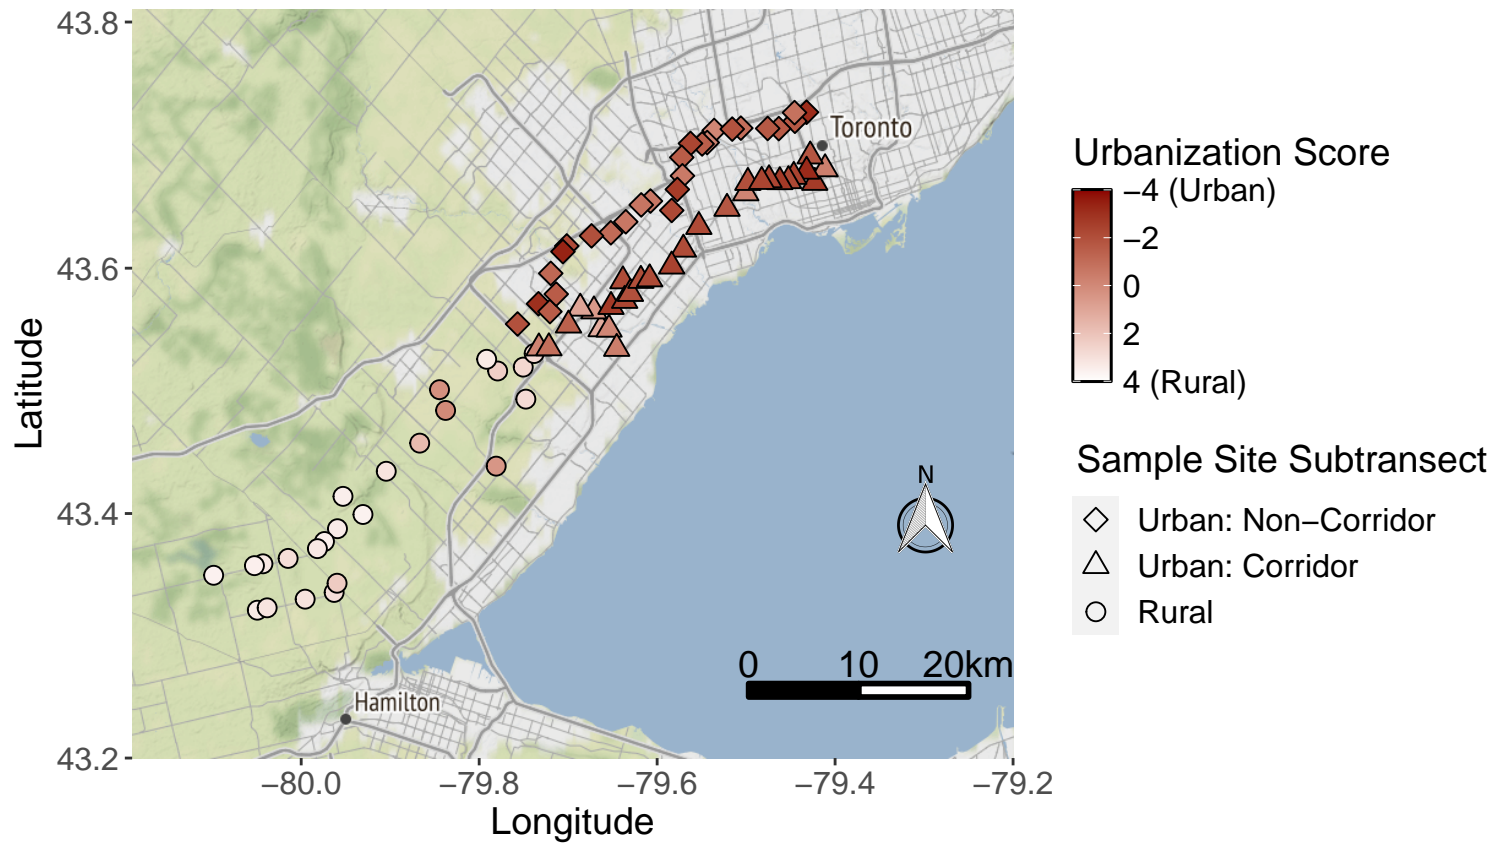 43.8
43.6
43.4
43.2
Latitude
−80.0
−79.8
−79.6
−79.4
−79.2
Longitude
Toronto
Hamilton
N
0 10 20km
Urbanization Score
−4 (Urban)
−2
0
2
4 (Rural)
Sample Site Subtransect
Urban: Non−Corridor
Urban: Corridor
Rural